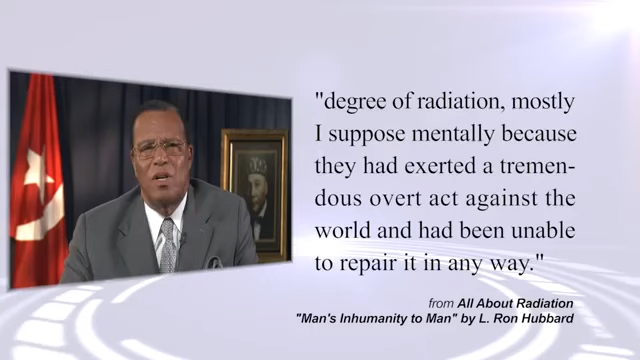 "degree of radiation, mostly
I suppose mentally because
they had exerted a tremen-
dous overt act against the
world and had been unable
to repair it in any way."
from All About Radiation
"Man's Inhumanity to Man" by L. Ron Hubbard